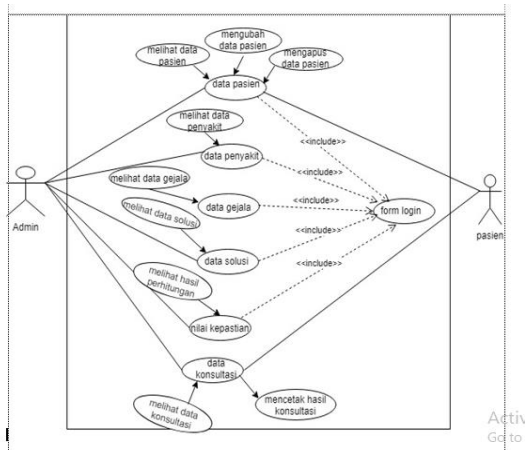 mengubah
data pasien
melihat data
pasien
mengapus
data pasien
data pasien
melihat data
penyakit
<<include>>
data penyakit
<<include>>
melihat data gejala
Admin
data gejala
<<include>>
form login
pasien
melihat data solusi
<<include>>
data solusi
<<include>>
melihat hasil
perhitungan
nilai kepastian
data
konsultasi
melihat data
konsultasi
mencetak hasil
konsultasi
Activ
Go to